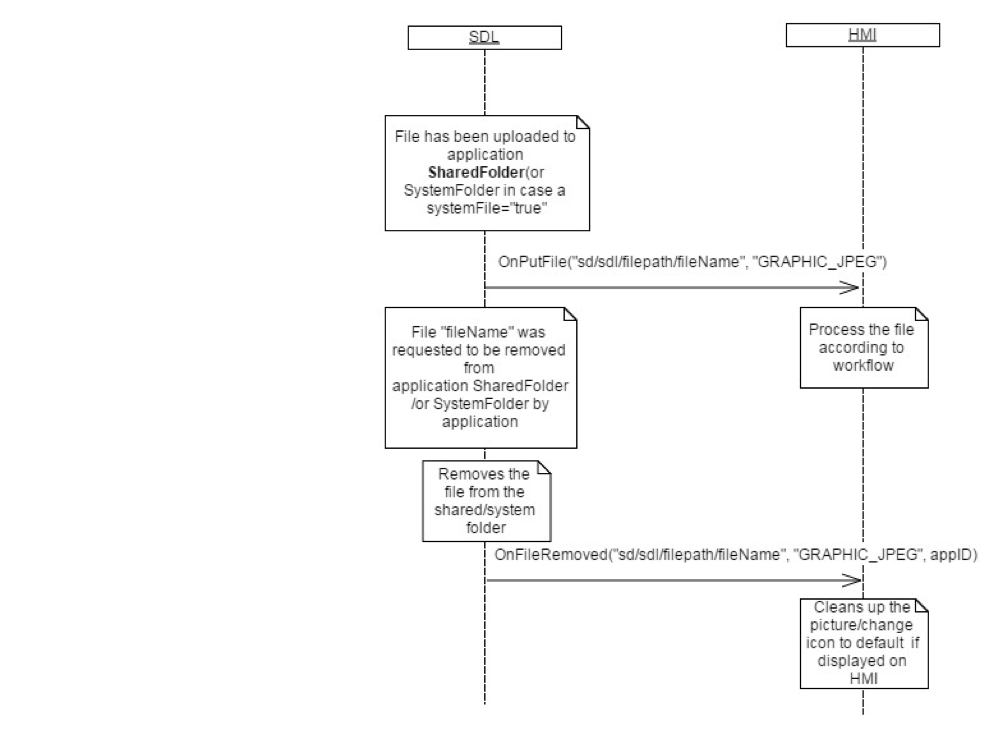 SDL
HMI
File has been uploaded to
application
SharedFolder(or
SystemFolder in case a
systemFile="true"
OnPutFile("sd/sdl/filepath/fileName", "GRAPHIC_JPEG")
File "fileName" was
requested to be removed
from
application SharedFolder
/or SystemFolder by
application
Process the file
according to
workflow
Removes the
file from the
shared/system
folder
OnFileRemoved("sd/sdl/filepath/fileName", "GRAPHIC_JPEG", appID)
Cleans up the
picture/change
icon to default if
displayed on
HMI